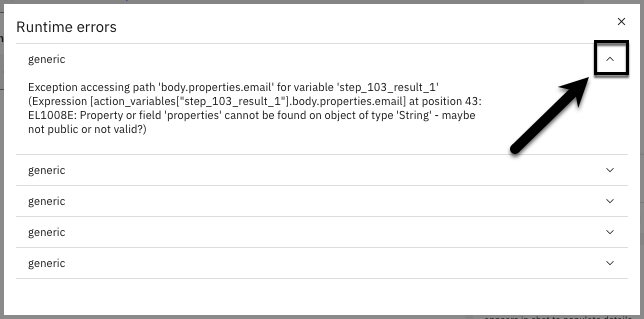 Runtime errors
generic
Exception accessing path 'body.properties.email' for variable 'step_103_result_1'
(Expression [action_variables["step_103_result_1"].body.properties.email] at position 43:
EL1008E: Property or field 'properties' cannot be found on object of type 'String' - maybe
not public or not valid?)
generic
generic
generic
generic